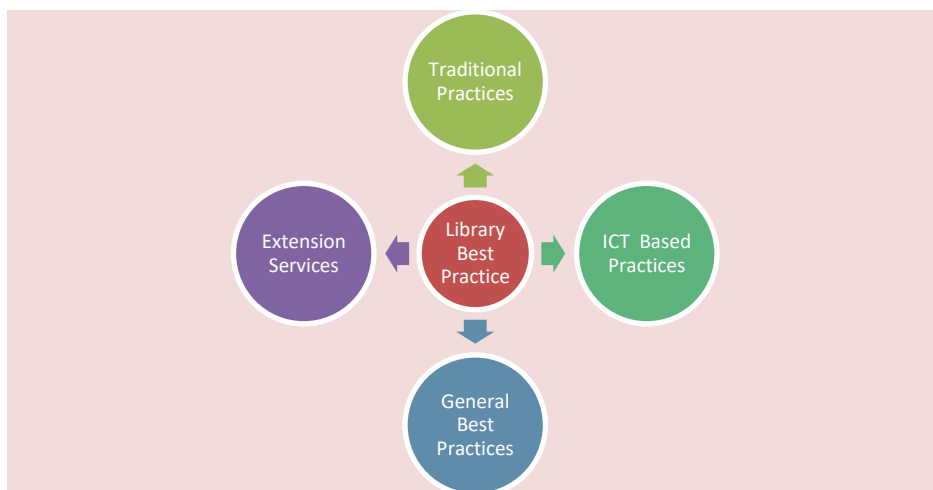 Traditional
Practices
Extension
Services
Library
Best
Practice
ICT  Based
Practices
General
Best
Practices